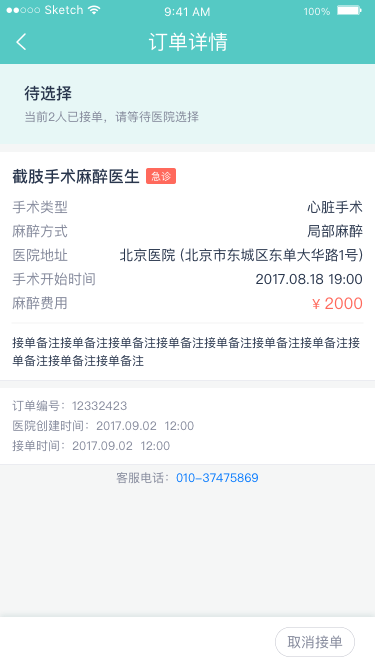 Sketch 9:41 AM 100%
订单详情
待选择
当前2人已接单，请等待医院选择
截肢手术麻醉医生 急诊
手术类型 心脏手术
麻醉方式 局部麻醉
医院地址 北京医院 (北京市东城区东单大华路1号)
手术开始时间 2017.08.18 19:00
麻醉费用 ¥ 2000
接单备注接单备注接单备注接单备注接单备注接单备注接单备注接
单备注接单备注接单备注
订单编号：12332423
医院创建时间：2017.09.02 12:00
接单时间：2017.09.02 12:00
客服电话：010-37475869
取消接单